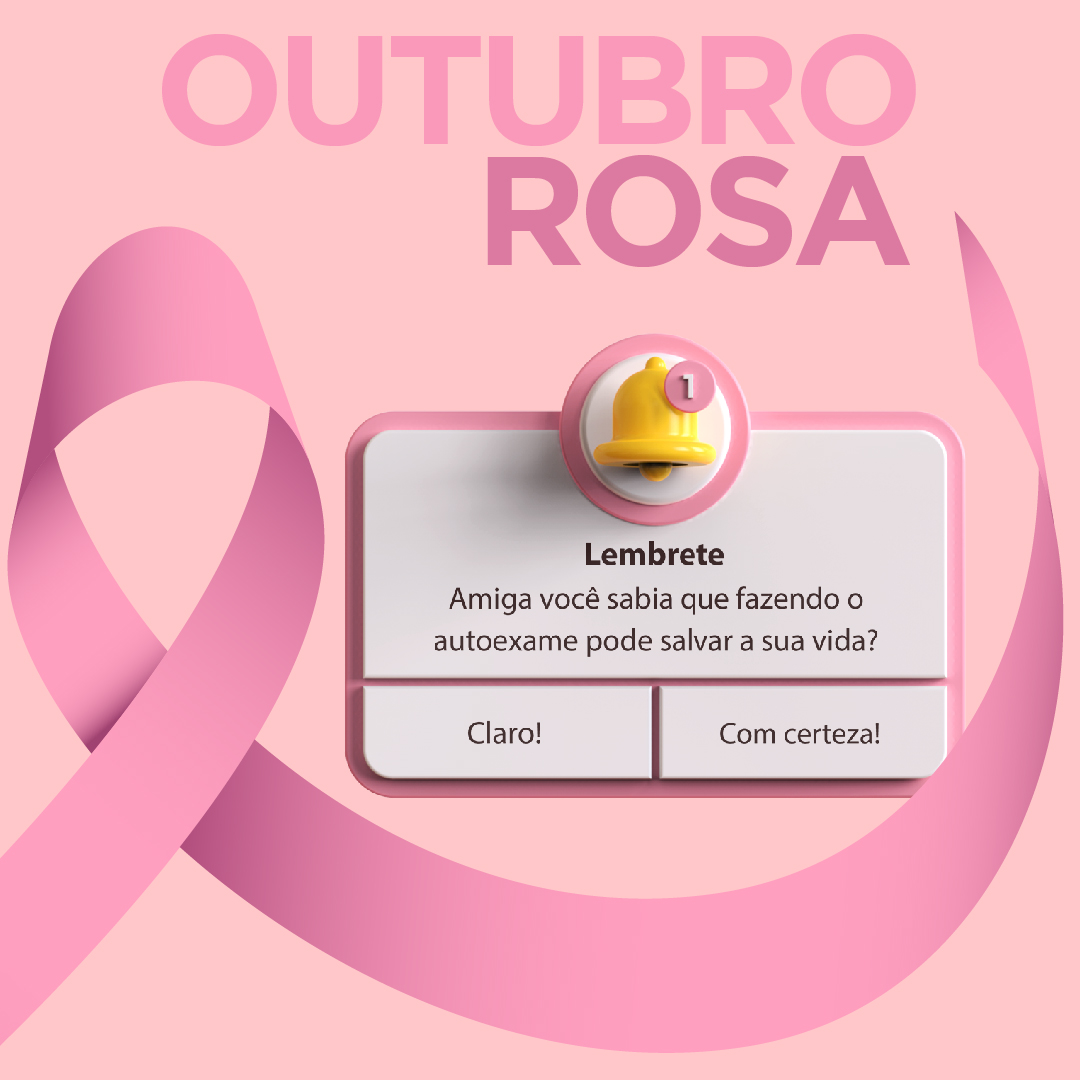 OUTUBRO
ROSA
1
Lembrete
Amiga você sabia que fazendo o
autoexame pode salvar a sua vida?
Claro!
Com certeza!